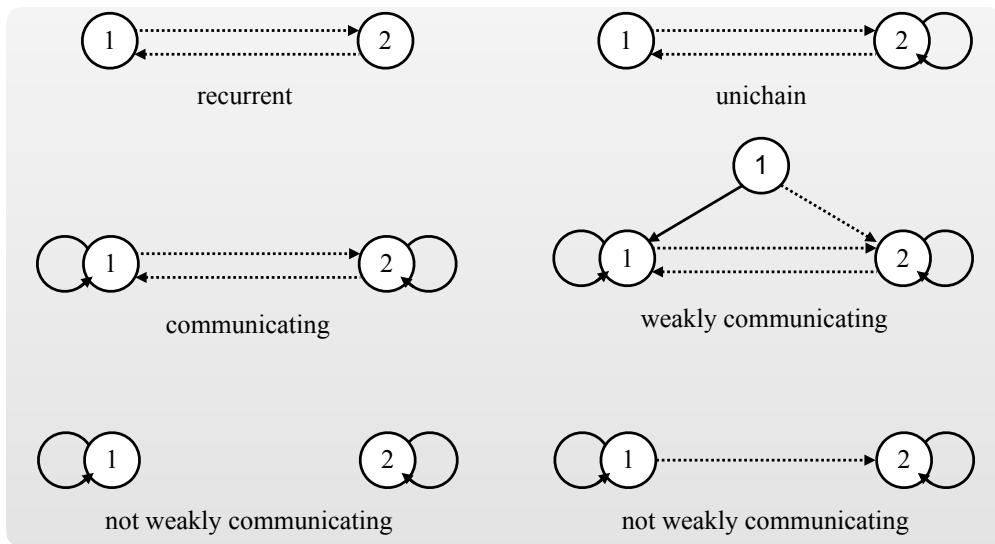 1 2 1 2
recurrent unichain
1
1 2 1 2
communicating weakly communicating
1 2 1 2
not weakly communicating not weakly communicating